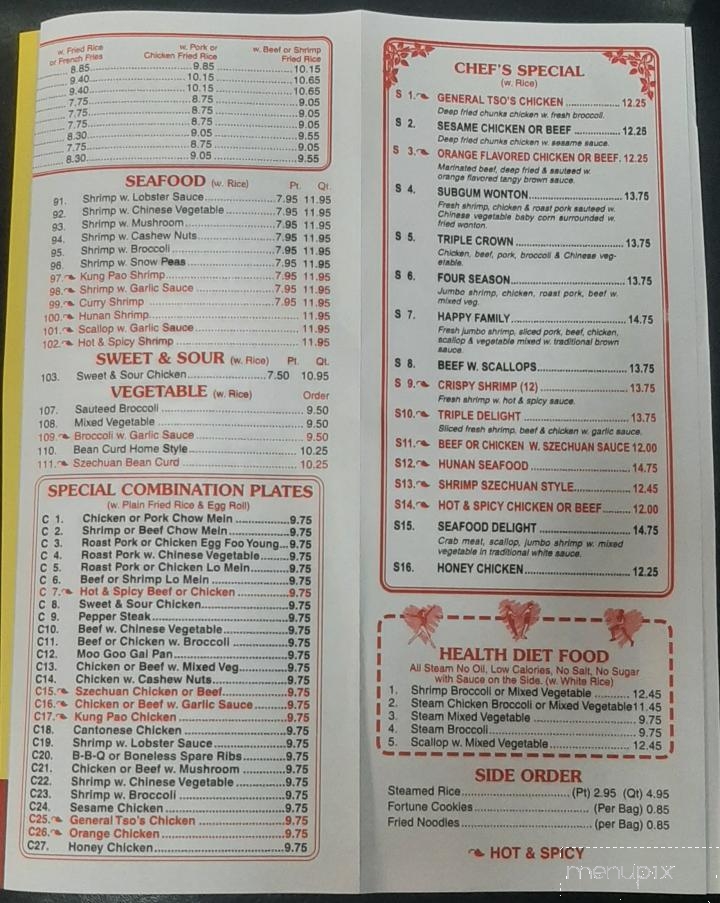 w. Fried Rice or French Fries
w. Pork or Chicken Fried Rice
w. Beef or Shrimp Fried Rice
8.85 9.85 10.15
9.40 10.15 10.65
9.40 10.15 10.65
7.75 8.75 9.05
7.75 8.75 9.05
7.75 8.75 9.05
8.30 9.05 9.55
7.75 8.75 9.05
8.30 9.05 9.55
SEAFOOD (w. Rice) Pt. Qt.
91. Shrimp w. Lobster Sauce 7.95 11.95
92. Shrimp w. Chinese Vegetable 7.95 11.95
93. Shrimp w. Mushroom 7.95 11.95
94. Shrimp w. Cashew Nuts 7.95 11.95
95. Shrimp w. Broccoli 7.95 11.95
96. Shrimp w. Snow Peas 7.95 11.95
97. Kung Pao Shrimp 7.95 11.95
98. Shrimp w. Garlic Sauce 7.95 11.95
99. Curry Shrimp 7.95 11.95
100. Hunan Shrimp 11.95
101. Scallop w. Garlic Sauce 11.95
102. Hot & Spicy Shrimp 11.95
SWEET & SOUR (w. Rice) Pt. Qt.
103. Sweet & Sour Chicken 7.50 10.95
VEGETABLE (w. Rice) Order
107. Sauteed Broccoli 9.50
108. Mixed Vegetable 9.50
109. Broccoli w. Garlic Sauce 9.50
110. Bean Curd Home Style 10.25
111. Szechuan Bean Curd 10.25
SPECIAL COMBINATION PLATES
(w. Plain Fried Rice & Egg Roll)
C 1. Chicken or Pork Chow Mein 9.75
C 2. Shrimp or Beef Chow Mein 9.75
C 3. Roast Pork or Chicken Egg Foo Young 9.75
C 4. Roast Pork w. Chinese Vegetable 9.75
C 5. Roast Pork or Chicken Lo Mein 9.75
C 6. Beef or Shrimp Lo Mein 9.75
C 7. Hot & Spicy Beef or Chicken 9.75
C 8. Sweet & Sour Chicken 9.75
C 9. Pepper Steak 9.75
C10. Beef w. Chinese Vegetable 9.75
C11. Beef or Chicken w. Broccoli 9.75
C12. Moo Goo Gai Pan 9.75
C13. Chicken or Beef w. Mixed Veg 9.75
C14. Chicken w. Cashew Nuts 9.75
C15. Szechuan Chicken or Beef 9.75
C16. Chicken or Beef w. Garlic Sauce 9.75
C17. Kung Pao Chicken 9.75
C18. Cantonese Chicken 9.75
C19. Shrimp w. Lobster Sauce 9.75
C20. B-B-Q or Boneless Spare Ribs 9.75
C21. Chicken or Beef w. Mushroom 9.75
C22. Shrimp w. Chinese Vegetable 9.75
C23. Shrimp w. Broccoli 9.75
C24. Sesame Chicken 9.75
C25. General Tso's Chicken 9.75
C26. Orange Chicken 9.75
C27. Honey Chicken 9.75
CHEF'S SPECIAL
(w. Rice)
S 1. GENERAL TSO'S CHICKEN 12.25
Deep fried chunks chicken w. fresh broccoli.
S 2. SESAME CHICKEN OR BEEF 12.25
Deep fried chunks chicken w. sesame sauce.
S 3. ORANGE FLAVORED CHICKEN OR BEEF. 12.25
Marinated beef, deep fried & sauteed w.
orange flavored tangy brown sauce.
S 4. SUBGUM WONTON 13.75
Fresh shrimp, chicken & roast pork sauteed w.
Chinese vegetable baby corn surrounded w.
fried wonton.
S 5. TRIPLE CROWN 13.75
Chicken, beef, pork, broccoli & Chinese veg-
etable.
S 6. FOUR SEASON 13.75
Jumbo shrimp, chicken, roast pork, beef w.
mixed veg.
S 7. HAPPY FAMILY 14.75
Fresh jumbo shrimp, sliced pork, beef, chicken,
scallop & vegetable mixed w. traditional brown
sauce.
S 8. BEEF W. SCALLOPS 13.75
S 9. CRISPY SHRIMP (12) 13.75
Fresh shrimp w. hot & spicy sauce.
S10. TRIPLE DELIGHT 13.75
Sliced fresh shrimp, beef & chicken w. garlic sauce.
S11. BEEF OR CHICKEN W. SZECHUAN SAUCE 12.00
S12. HUNAN SEAFOOD 14.75
S13. SHRIMP SZECHUAN STYLE 12.45
S14. HOT & SPICY CHICKEN OR BEEF 12.00
S15. SEAFOOD DELIGHT 14.75
Crab meat, scallop, jumbo shrimp w. mixed
vegetable in traditional white sauce.
S16. HONEY CHICKEN 12.25
HEALTH DIET FOOD
All Steam No Oil, Low Calories, No Salt, No Sugar
with Sauce on the Side. (w. White Rice)
1. Shrimp Broccoli or Mixed Vegetable 12.45
2. Steam Chicken Broccoli or Mixed Vegetable 11.45
3. Steam Mixed Vegetable 9.75
4. Steam Broccoli 9.75
5. Scallop w. Mixed Vegetable 12.45
SIDE ORDER
Steamed Rice (Pt) 2.95 (Qt) 4.95
Fortune Cookies (Per Bag) 0.85
Fried Noodles (per Bag) 0.85
HOT & SPICY
menupix